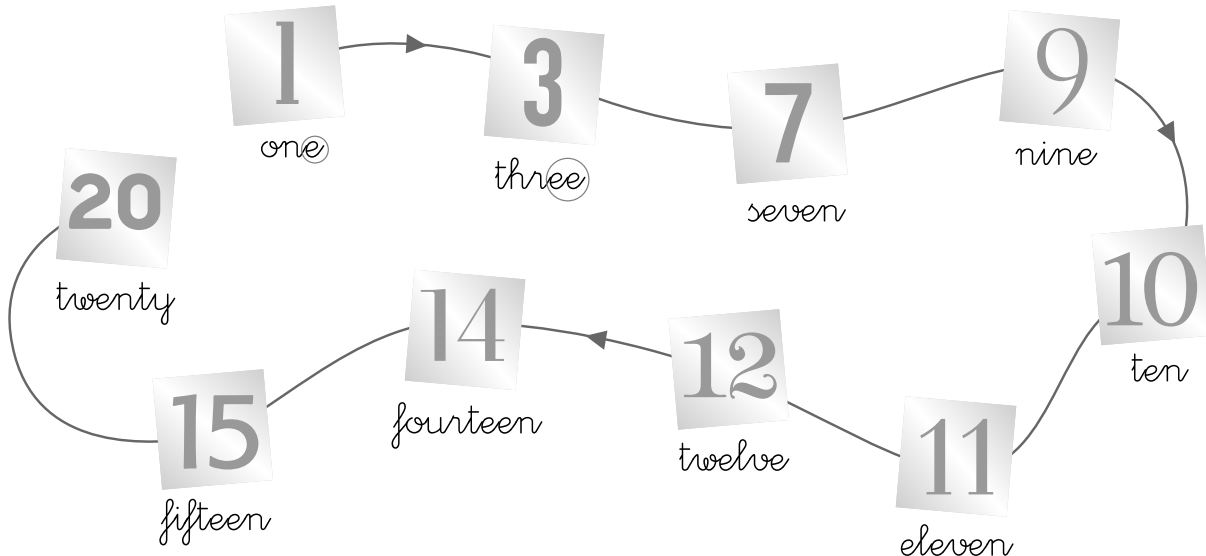 1
one
3
three
7
seven
9
nine
10
ten
11
eleven
12
twelve
14
fourteen
15
fifteen
20
twenty